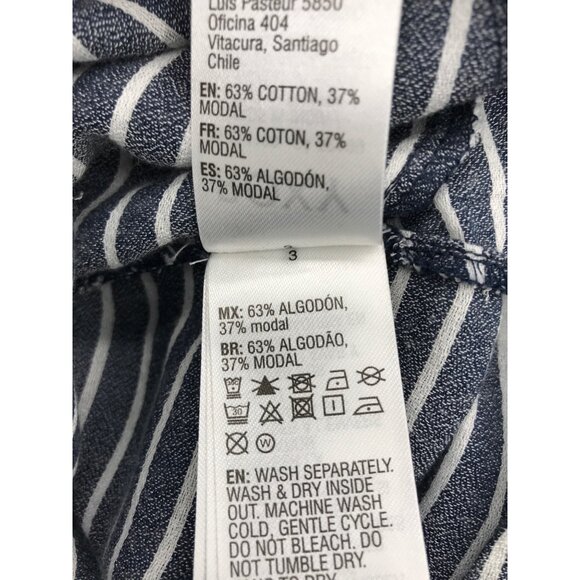 Luis Pasteur 5850
Oficina 404
Vitacura, Santiago
Chile
EN: 63% COTTON, 37%
MODAL
FR: 63% COTON, 37%
MODAL
ES: 63% ALGODÓN,
37% MODAL
3
MX: 63% ALGODÓN,
37% modal
BR: 63% ALGODÃO,
37% MODAL
30
W
EN: WASH SEPARATELY.
WASH & DRY INSIDE
OUT. MACHINE WASH
COLD, GENTLE CYCLE.
DO NOT BLEACH. DO
NOT TUMBLE DRY.